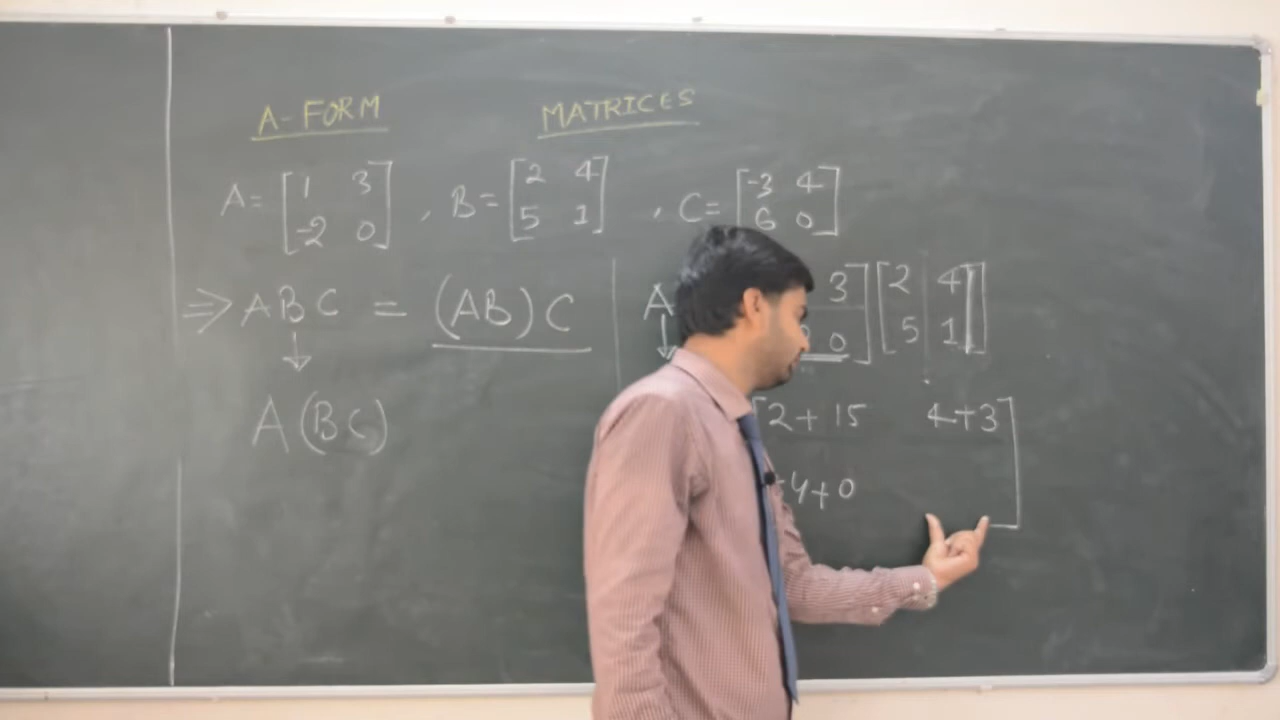 A-FORM MATRICES
A= [1 3 , B= [2 4] , C= [-3 4]
-2 0] 5 1] 6 0]
⇒ ABC = (AB)C A 3] [2 4]
↓ ↓ 0] [5 1]
A(BC) [2+15 4+3]
-4+0